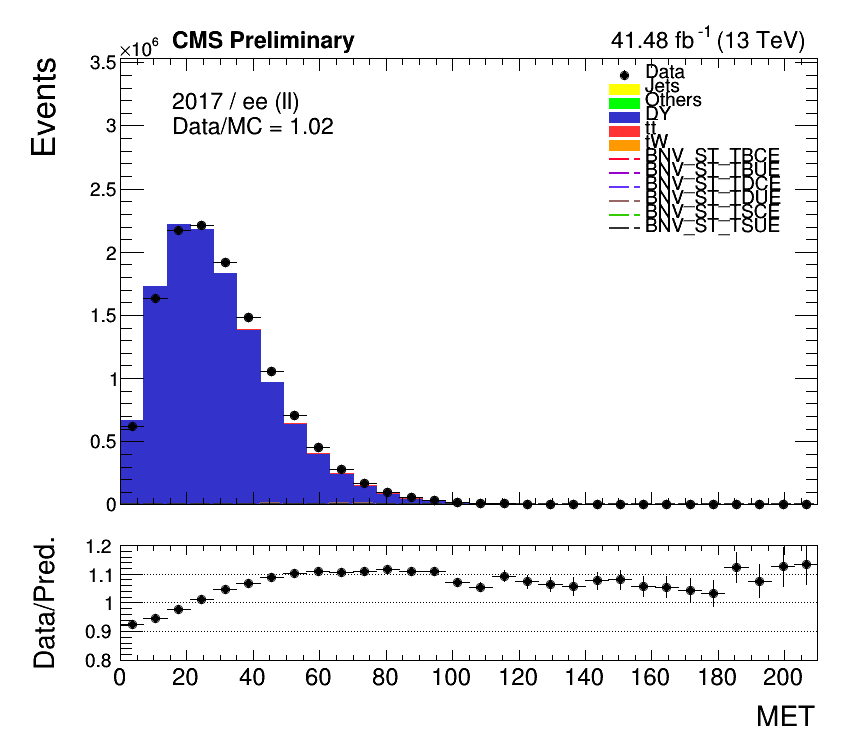 ×10⁶ CMS Preliminary 41.48 fb⁻¹ (13 TeV)
Events
3.5
3
2.5
2
1.5
1
0.5
0
2017 / ee (ll)
Data/MC = 1.02
Data
Jets
Others
DY
tt
tW
BNV_ST_TBCE
BNV_ST_TBUE
BNV_ST_TDCE
BNV_ST_TDUE
BNV_ST_TSCE
BNV_ST_TSUE
Data/Pred.
1.2
1.1
1
0.9
0.8
0 20 40 60 80 100 120 140 160 180 200
MET